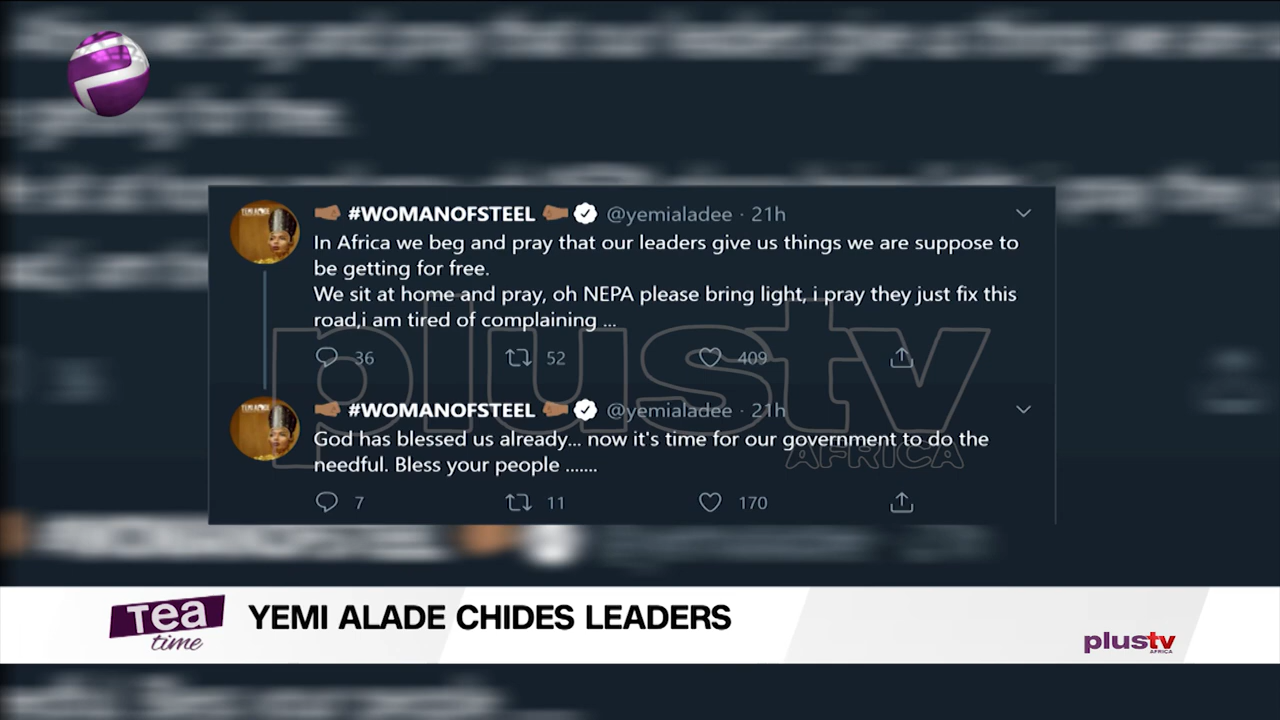 #WOMANOFSTEEL @yemialadee · 21h
In Africa we beg and pray that our leaders give us things we are suppose to
be getting for free.
We sit at home and pray, oh NEPA please bring light, i pray they just fix this
road,i am tired of complaining ...
36 52 409
#WOMANOFSTEEL @yemialadee · 21h
God has blessed us already... now it's time for our government to do the
needful. Bless your people .......
7 11 170
plustv
AFRICA
Tea
time
YEMI ALADE CHIDES LEADERS
plustv
AFRICA